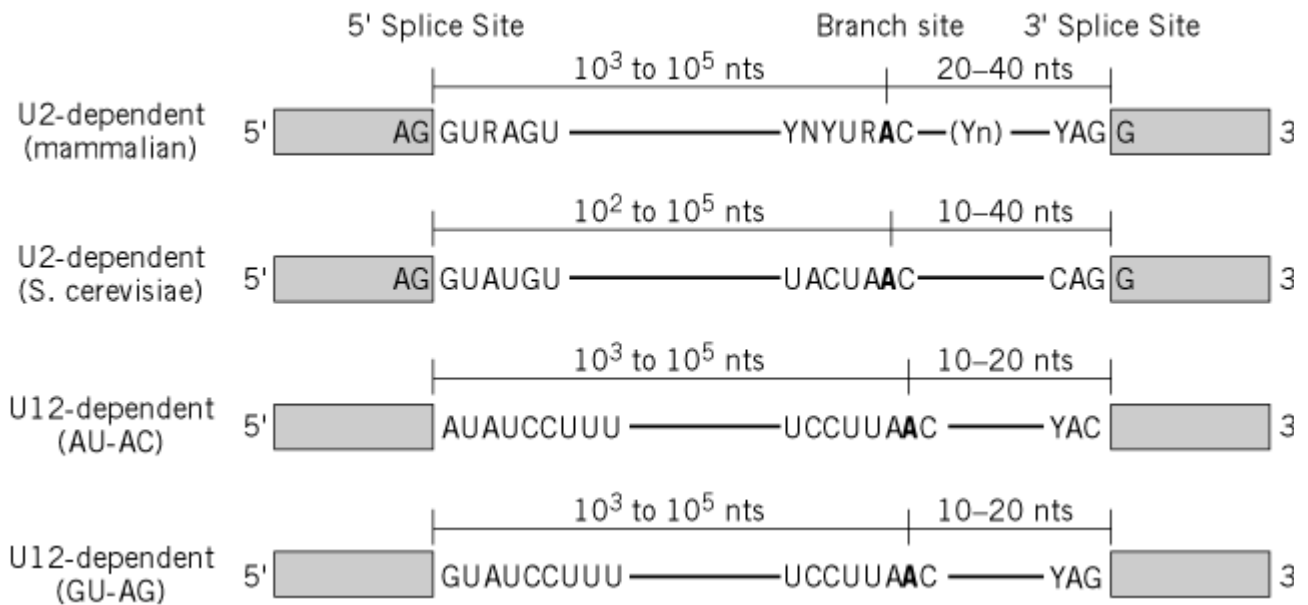 5' Splice Site Branch site 3' Splice Site
10³ to 10⁵ nts 20–40 nts
U2-dependent
(mammalian)
5' AG GURAGU YNYURAC (Yn) YAG G 3
10² to 10⁵ nts 10–40 nts
U2-dependent
(S. cerevisiae)
5' AG GUAUGU UACUAAC CAG G 3
10³ to 10⁵ nts 10–20 nts
U12-dependent
(AU-AC)
5' AUAUCCUUU UCCUUAAC YAC 3
10³ to 10⁵ nts 10–20 nts
U12-dependent
(GU-AG)
5' GUAUCCUUU UCCUUAAC YAG 3